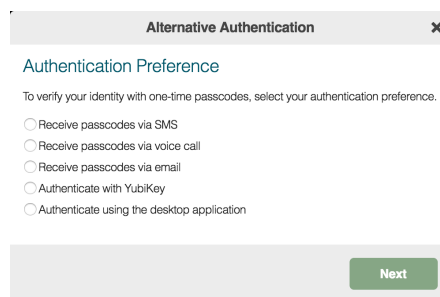 Alternative Authentication
Authentication Preference
To verify your identity with one-time passcodes, select your authentication preference.
Receive passcodes via SMS
Receive passcodes via voice call
Receive passcodes via email
Authenticate with YubiKey
Authenticate using the desktop application
Next